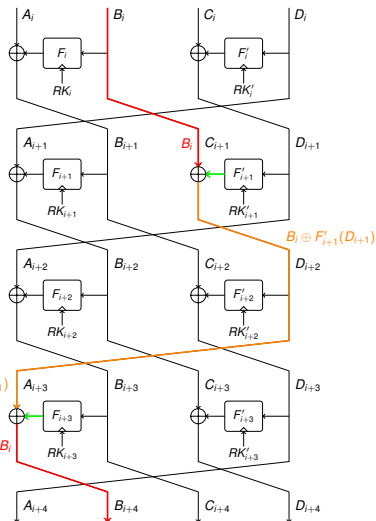 A_i B_i C_i D_i
F_i F'_i
RK_i RK'_i
A_{i+1} B_{i+1} B_i C_{i+1} D_{i+1}
F_{i+1} F'_{i+1}
RK_{i+1} RK'_{i+1}
B_i ⊕ F'_{i+1}(D_{i+1})
A_{i+2} B_{i+2} C_{i+2} D_{i+2}
F_{i+2} F'_{i+2}
RK_{i+2} RK'_{i+2}
A_{i+3} B_{i+3} C_{i+3} D_{i+3}
)
F_{i+3} F'_{i+3}
B_i RK_{i+3} RK'_{i+3}
A_{i+4} B_{i+4} C_{i+4} D_{i+4}